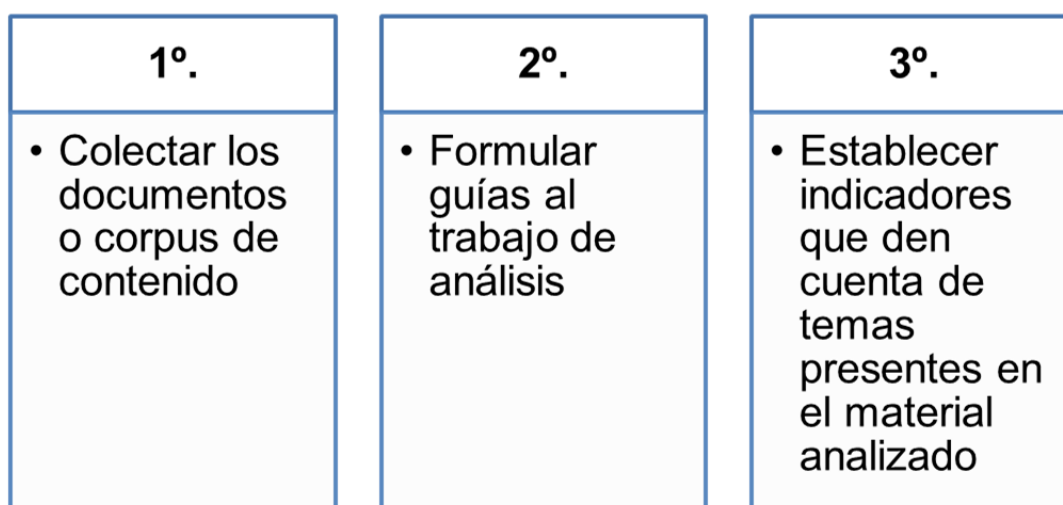 1º.
• Colectar los
documentos
o corpus de
contenido
2º.
• Formular
guías al
trabajo de
análisis
3º.
• Establecer
indicadores
que den
cuenta de
temas
presentes en
el material
analizado